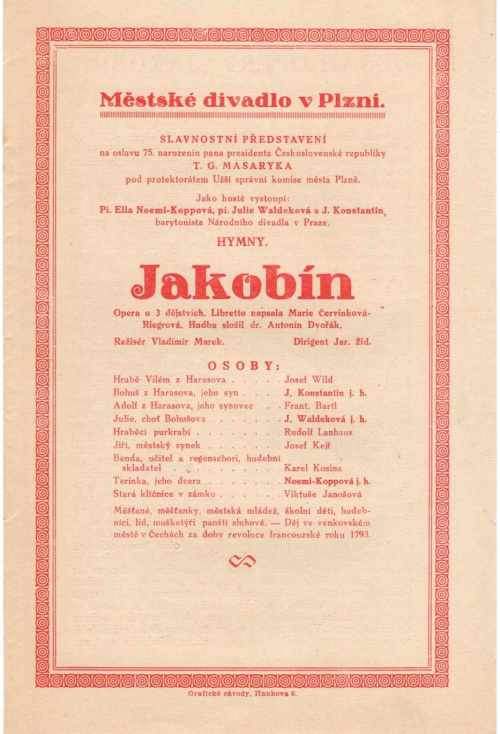 Městské divadlo v Plzni.
SLAVNOSTNÍ PŘEDSTAVENÍ
na oslavu 75. narozenin pana presidenta Československé republiky
T. G. MASARYKA
pod protektorátem Užší správní komise města Plzně.
Jako hosté vystoupí:
Pí. Ella Noemi-Koppová, pí. Julie Waldeková a J. Konstantin,
barytonista Národního divadla v Praze.
HYMNY.
Jakobín
Opera o 3 dějstvích. Libretto napsala Marie Červinková-
Riegrová. Hudbu složil dr. Antonín Dvořák.
Režisér Vladimír Marek. Dirigent Jar. Žid.
OSOBY:
Hrabě Vilém z Harasova . . . . . Josef Wild
Bohuš z Harasova, jeho syn . . . J. Konstantin j. h.
Adolf z Harasova, jeho synovec . . Frant. Bartl
Julie, choť Bohušova . . . . . . J. Waldeková j. h.
Hraběcí purkrabí . . . . . . . Rudolf Lanhaus
Jiří, městský synek . . . . . . Josef Kejř
Benda, učitel a regenschori, hudební
skladatel . . . . . . . . Karel Kosina
Terinka, jeho dcera . . . . . . Noemi-Koppová j. h.
Stará klíčnice v zámku . . . . . Viktuše Janošová
Měšťané, měšťanky, městská mládež, školní děti, hudeb-
níci, lid, mušketýři panští sluhové. — Děj ve venkovském
městě v Čechách za doby revoluce francouzské roku 1793.
Grafické závody, 6.